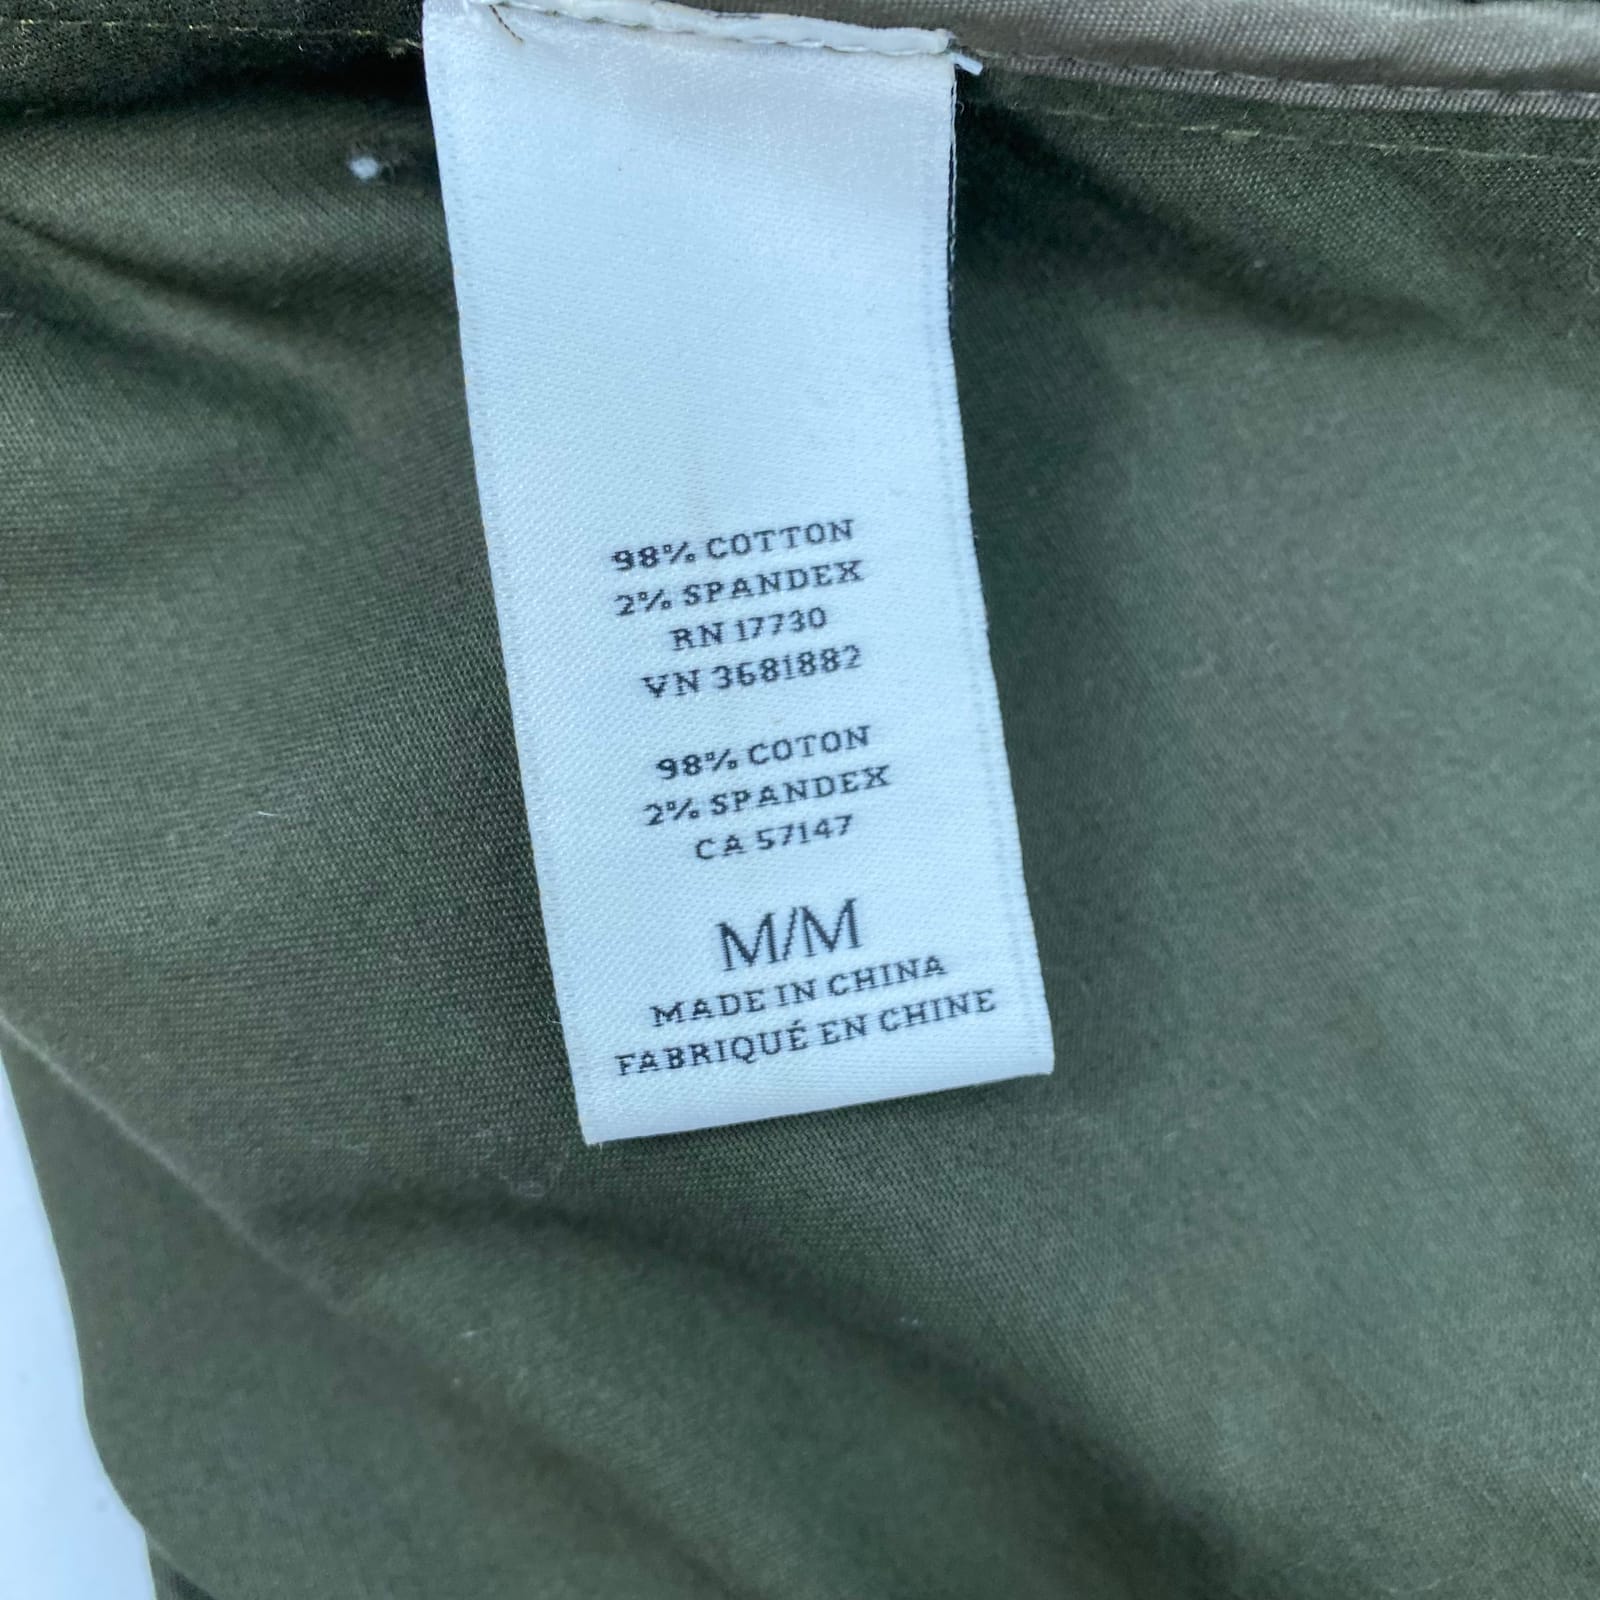 98% COTTON
2% SPANDEX
RN 17730
VN 3681882
98% COTON
2% SPANDEX
CA 57147
M/M
MADE IN CHINA
FABRIQUÉ EN CHINE